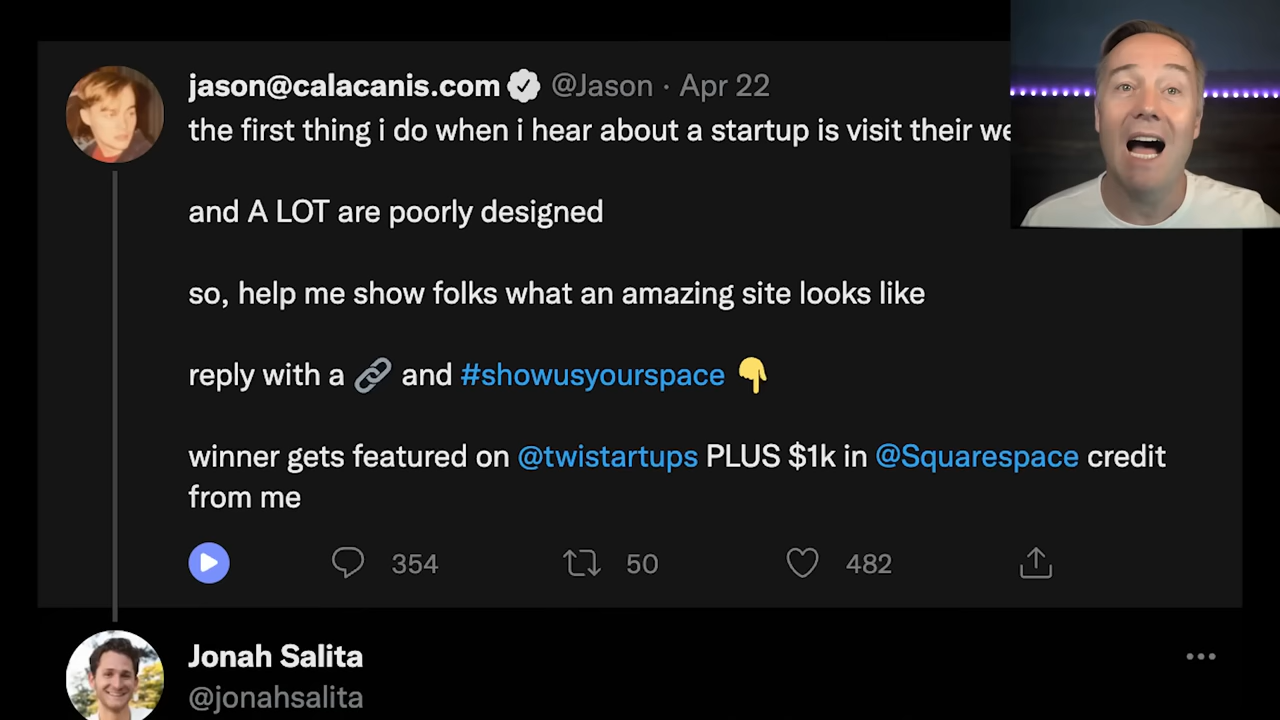 jason@calacanis.com @Jason · Apr 22
the first thing i do when i hear about a startup is visit their
and A LOT are poorly designed
so, help me show folks what an amazing site looks like
reply with a 🔗 and #showusyourspace 👇
winner gets featured on @twistartups PLUS $1k in @Squarespace credit
from me
354 50 482
Jonah Salita
@jonahsalita